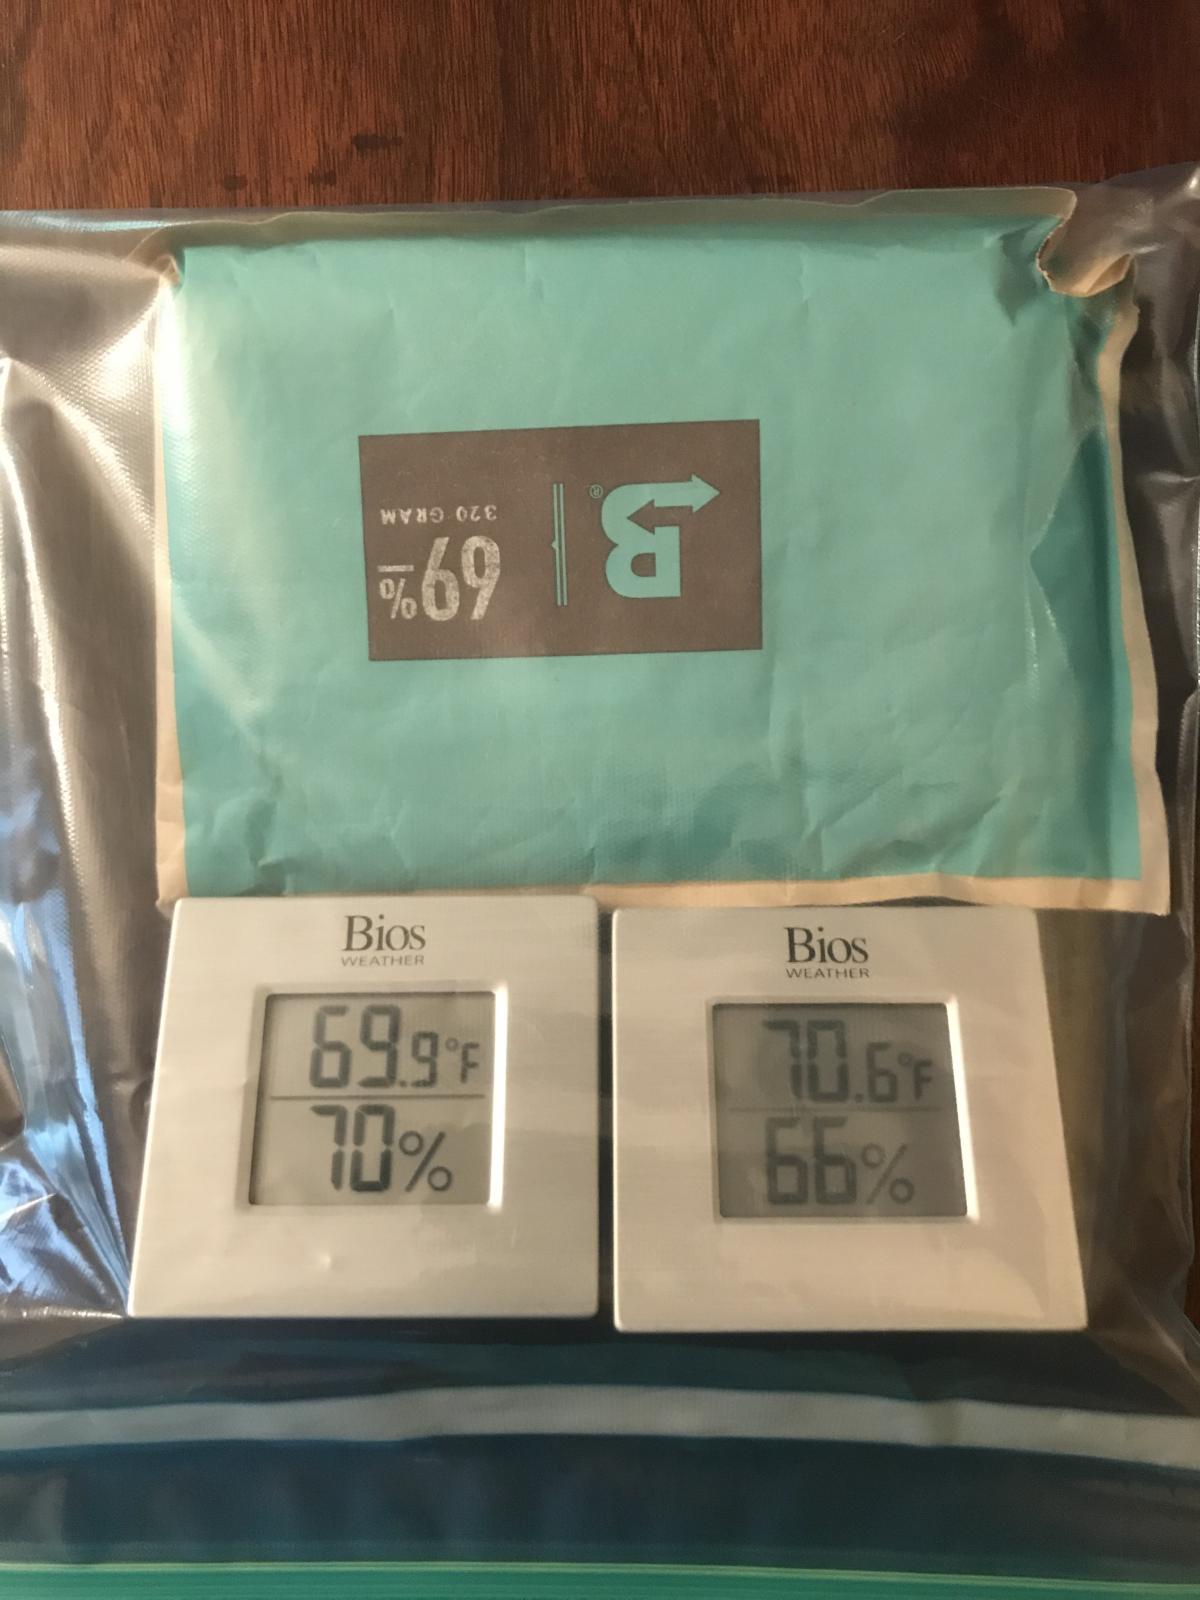 B®
69%
320 GRAM
Bios
WEATHER
69.9°F
70%
Bios
WEATHER
70.6°F
66%